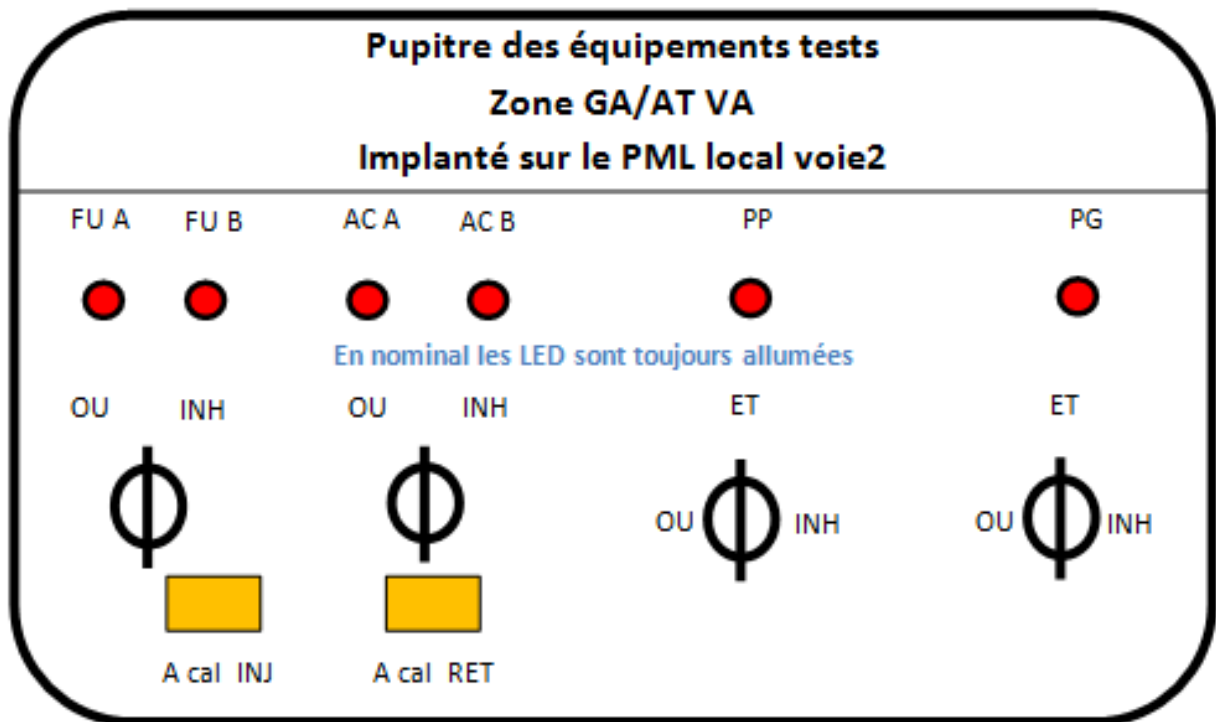 Pupitre des équipements tests
Zone GA/AT VA
Implanté sur le PML local voie2
FU A FU B AC A AC B PP PG
En nominal les LED sont toujours allumées
OU INH OU INH ET ET
OU INH OU INH
A cal INJ A cal RET